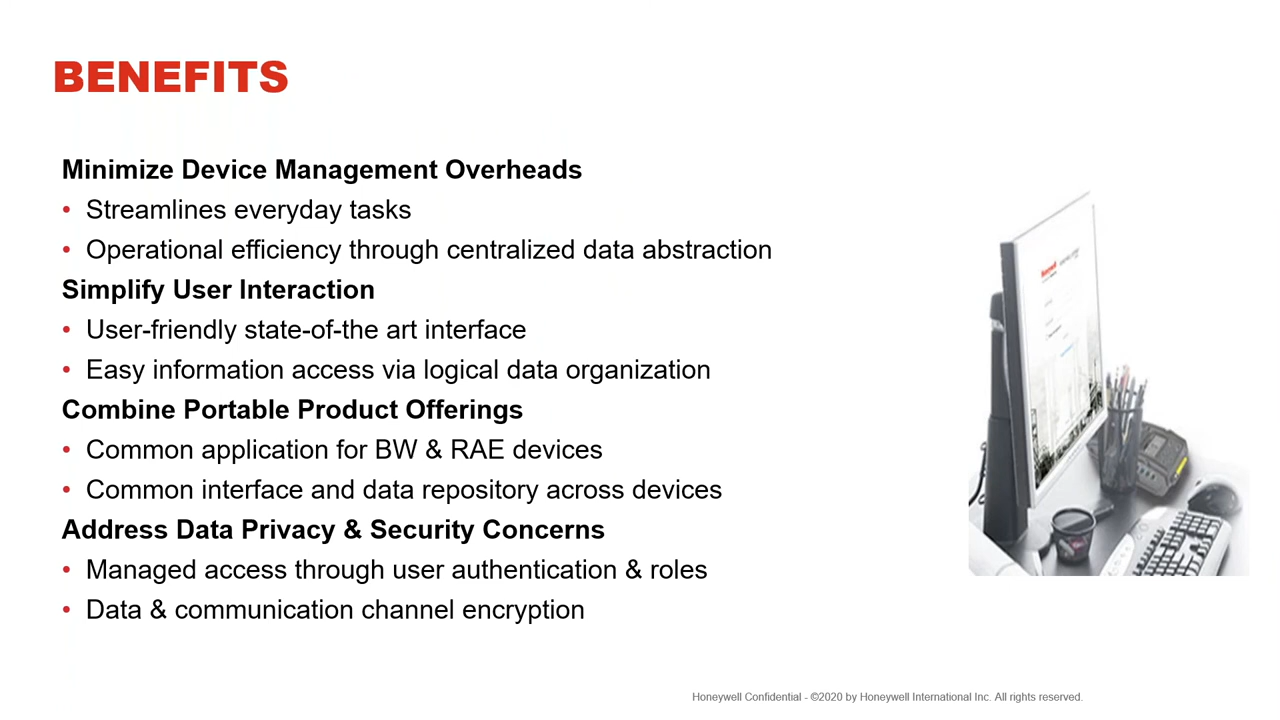 BENEFITS
Minimize Device Management Overheads
• Streamlines everyday tasks
• Operational efficiency through centralized data abstraction
Simplify User Interaction
• User-friendly state-of-the art interface
• Easy information access via logical data organization
Combine Portable Product Offerings
• Common application for BW & RAE devices
• Common interface and data repository across devices
Address Data Privacy & Security Concerns
• Managed access through user authentication & roles
• Data & communication channel encryption
Honeywell
Honeywell Confidential - ©2020 by Honeywell International Inc. All rights reserved.